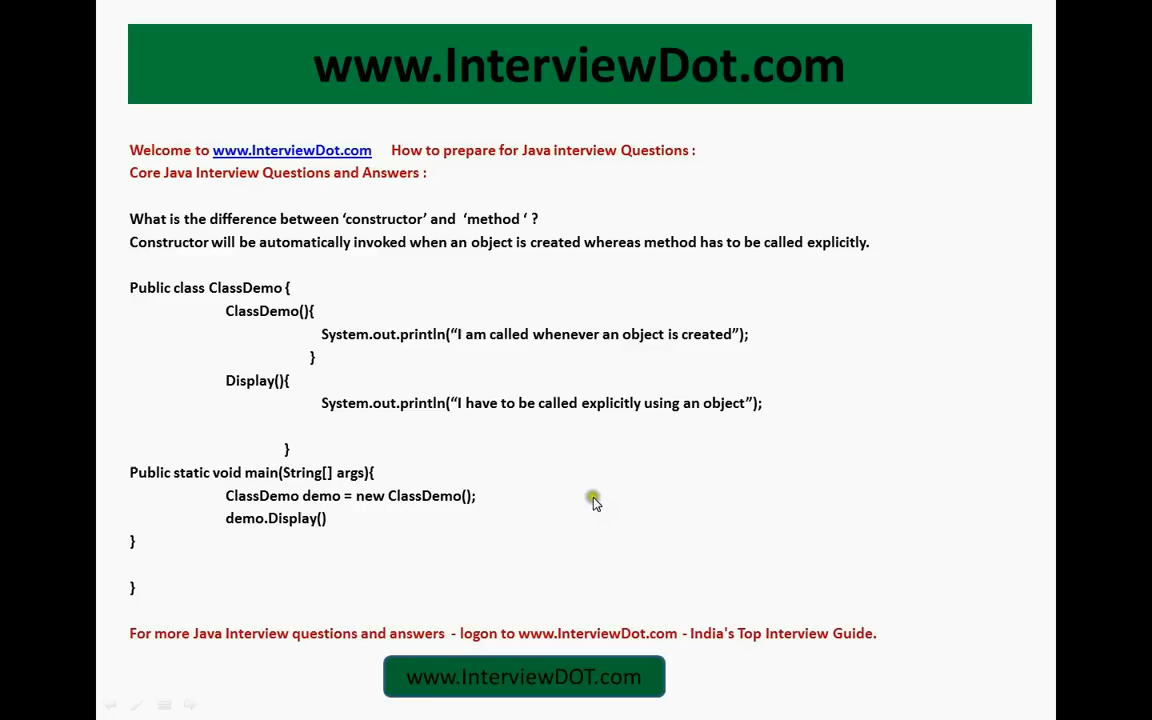 www.InterviewDot.com
Welcome to www.InterviewDot.com How to prepare for Java interview Questions :
Core Java Interview Questions and Answers :
What is the difference between ‘constructor’ and ‘method ‘ ?
Constructor will be automatically invoked when an object is created whereas method has to be called explicitly.
Public class ClassDemo {
ClassDemo(){
System.out.println(“I am called whenever an object is created”);
}
Display(){
System.out.println(“I have to be called explicitly using an object”);
}
Public static void main(String[] args){
ClassDemo demo = new ClassDemo();
demo.Display()
}
}
For more Java Interview questions and answers - logon to www.InterviewDot.com - India's Top Interview Guide.
www.InterviewDOT.com